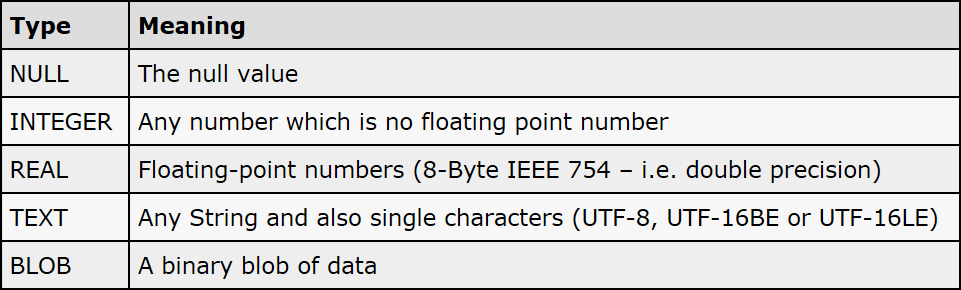 Type Meaning
NULL The null value
INTEGER Any number which is no floating point number
REAL Floating-point numbers (8-Byte IEEE 754 – i.e. double precision)
TEXT Any String and also single characters (UTF-8, UTF-16BE or UTF-16LE)
BLOB A binary blob of data